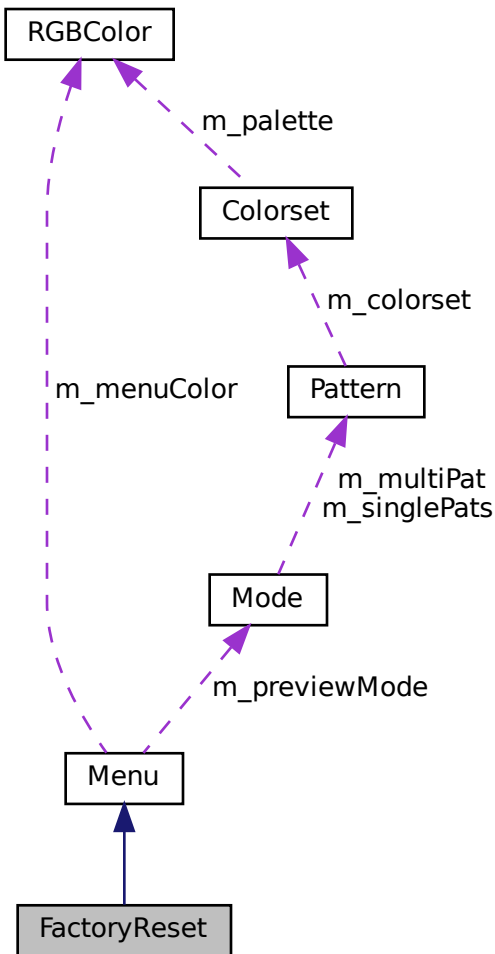 RGBColor
m_palette
Colorset
m_colorset
m_menuColor
Pattern
m_multiPat
m_singlePats
Mode
m_previewMode
Menu
FactoryReset